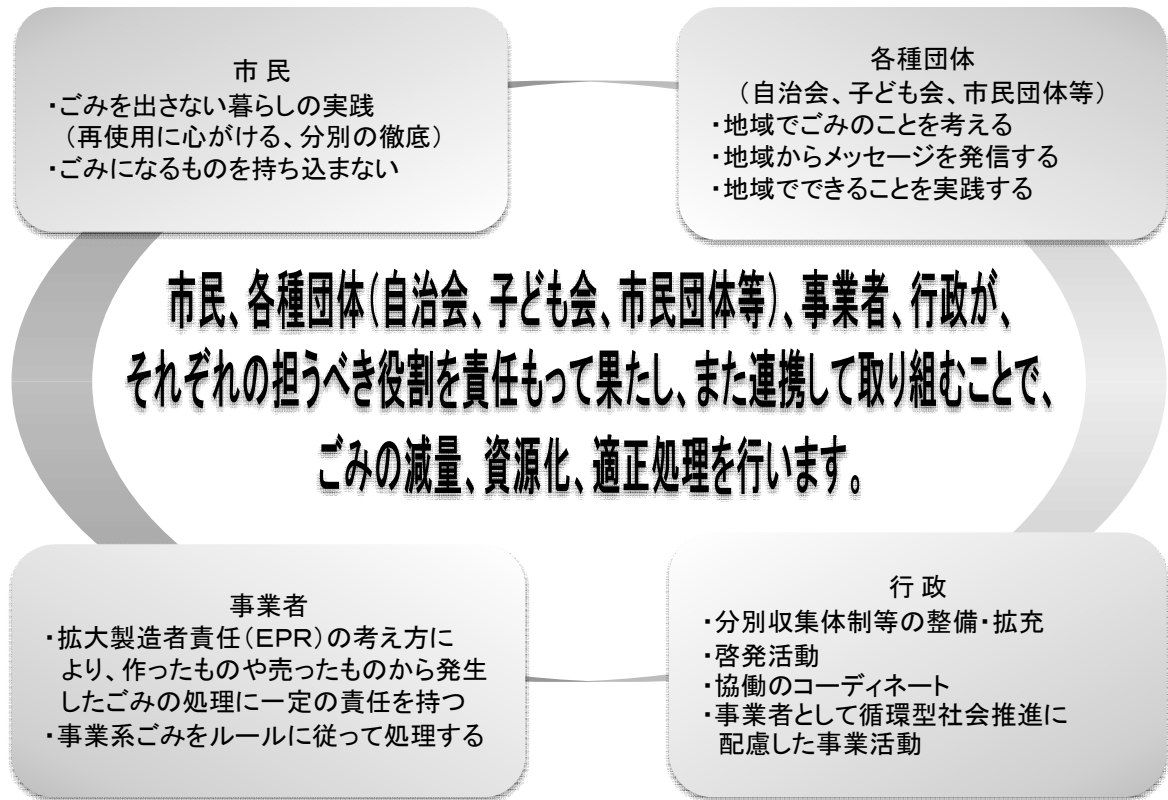 市 民
・ごみを出さない暮らしの実践
（再使用に心がける、分別の徹底）
・ごみになるものを持ち込まない
各種団体
（自治会、子ども会、市民団体等）
・地域でごみのことを考える
・地域からメッセージを発信する
・地域でできることを実践する
市民、各種団体（自治会、子ども会、市民団体等）、事業者、行政が、
それぞれの担うべき役割を責任もって果たし、また連携して取り組むことで、
ごみの減量、資源化、適正処理を行います。
事業者
・拡大製造者責任（EPR）の考え方に
より、作ったものや売ったものから発生
したごみの処理に一定の責任を持つ
・事業系ごみをルールに従って処理する
行 政
・分別収集体制等の整備・拡充
・啓発活動
・協働のコーディネート
・事業者として循環型社会推進に
配慮した事業活動